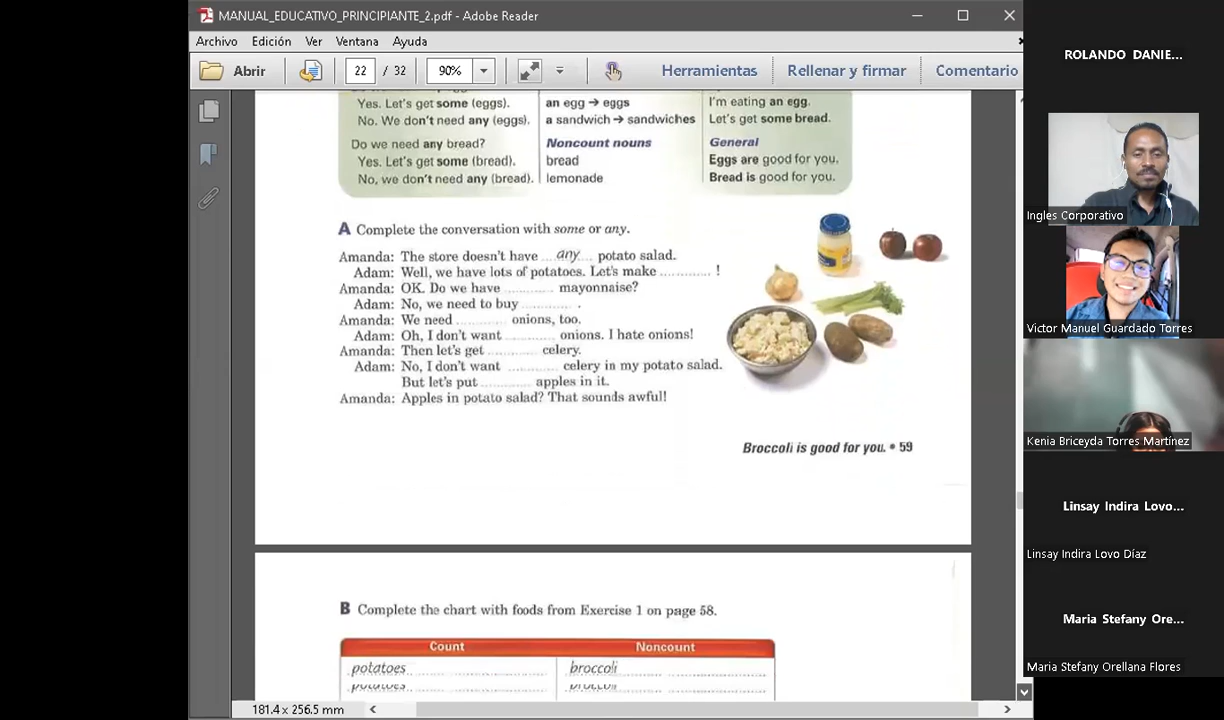 MANUAL_EDUCATIVO_PRINCIPIANTE_2.pdf - Adobe Reader
Archivo Edición Ver Ventana Ayuda
Abrir 22 / 32 90% Herramientas Rellenar y firmar Comentario
Yes. Let's get some (eggs). an egg → eggs I'm eating an egg.
No. We don't need any (eggs). a sandwich → sandwiches Let's get some bread.
Do we need any bread? Noncount nouns General
Yes. Let's get some (bread). bread Eggs are good for you.
No, we don't need any (bread). lemonade Bread is good for you.
A Complete the conversation with some or any.
Amanda: The store doesn't have ....any.... potato salad.
Adam: Well, we have lots of potatoes. Let's make ............ !
Amanda: OK. Do we have ............ mayonnaise?
Adam: No, we need to buy ............ .
Amanda: We need ............ onions, too.
Adam: Oh, I don't want ............ onions. I hate onions!
Amanda: Then let's get ............ celery.
Adam: No, I don't want ............ celery in my potato salad.
But let's put ............ apples in it.
Amanda: Apples in potato salad? That sounds awful!
Broccoli is good for you. • 59
B Complete the chart with foods from Exercise 1 on page 58.
Count Noncount
potatoes broccoli
potatoes broccoli
181.4 x 256.5 mm
ROLANDO DANIE...
Ingles Corporativo
Victor Manuel Guardado Torres
Kenia Briceyda Torres Martínez
Linsay Indira Lovo...
Linsay Indira Lovo Díaz
Maria Stefany Ore...
Maria Stefany Orellana Flores